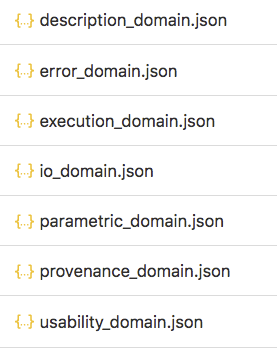 {...} description_domain.json
{...} error_domain.json
{...} execution_domain.json
{...} io_domain.json
{...} parametric_domain.json
{...} provenance_domain.json
{...} usability_domain.json